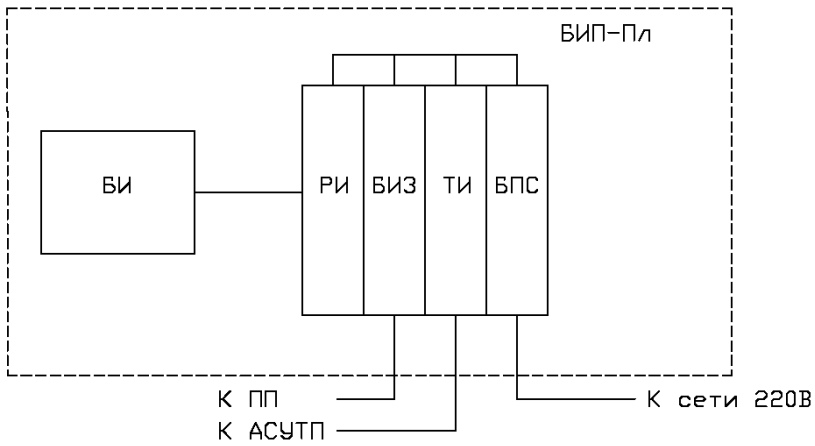 БИП-Пл
БИ
РИ БИЗ ТИ БПС
К ПП
К сети 220В
К АСУТП